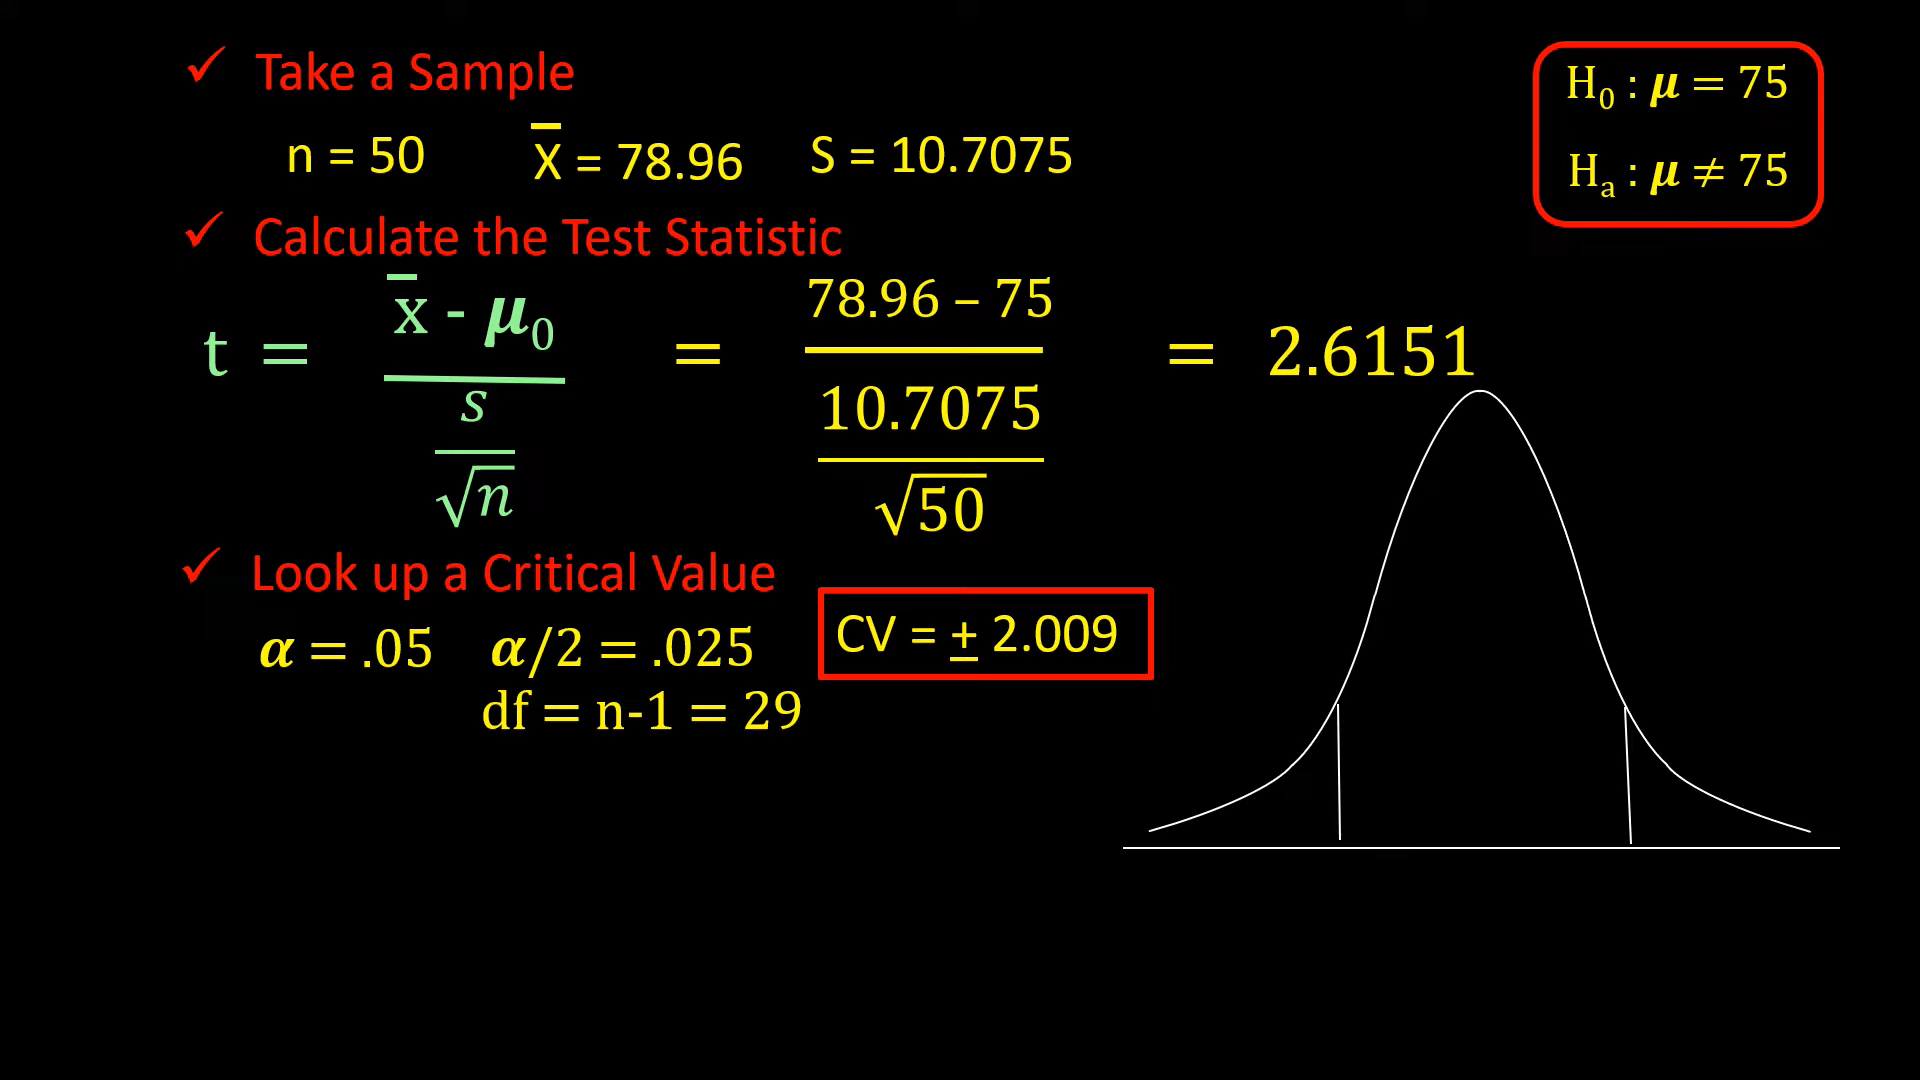 ✓ Take a Sample
n = 50 x̅ = 78.96 S = 10.7075
H₀ : μ = 75
Hₐ : μ ≠ 75
✓ Calculate the Test Statistic
t = (x̅ - μ₀) / (s/√n) = (78.96 – 75) / (10.7075/√50) = 2.6151
✓ Look up a Critical Value
α = .05 α/2 = .025 CV = ± 2.009
df = n-1 = 29